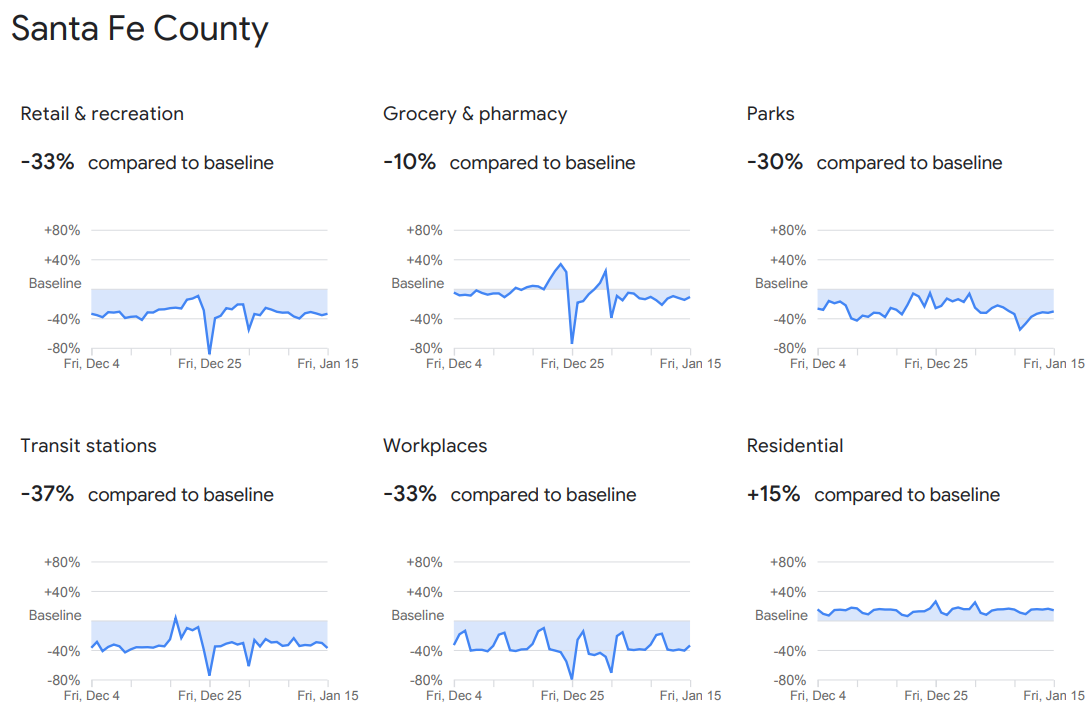 Santa Fe County
Retail & recreation
-33% compared to baseline
+80%
+40%
Baseline
-40%
-80%
Fri, Dec 4 Fri, Dec 25 Fri, Jan 15
Grocery & pharmacy
-10% compared to baseline
+80%
+40%
Baseline
-40%
-80%
Fri, Dec 4 Fri, Dec 25 Fri, Jan 15
Parks
-30% compared to baseline
+80%
+40%
Baseline
-40%
-80%
Fri, Dec 4 Fri, Dec 25 Fri, Jan 15
Transit stations
-37% compared to baseline
+80%
+40%
Baseline
-40%
-80%
Fri, Dec 4 Fri, Dec 25 Fri, Jan 15
Workplaces
-33% compared to baseline
+80%
+40%
Baseline
-40%
-80%
Fri, Dec 4 Fri, Dec 25 Fri, Jan 15
Residential
+15% compared to baseline
+80%
+40%
Baseline
-40%
-80%
Fri, Dec 4 Fri, Dec 25 Fri, Jan 15